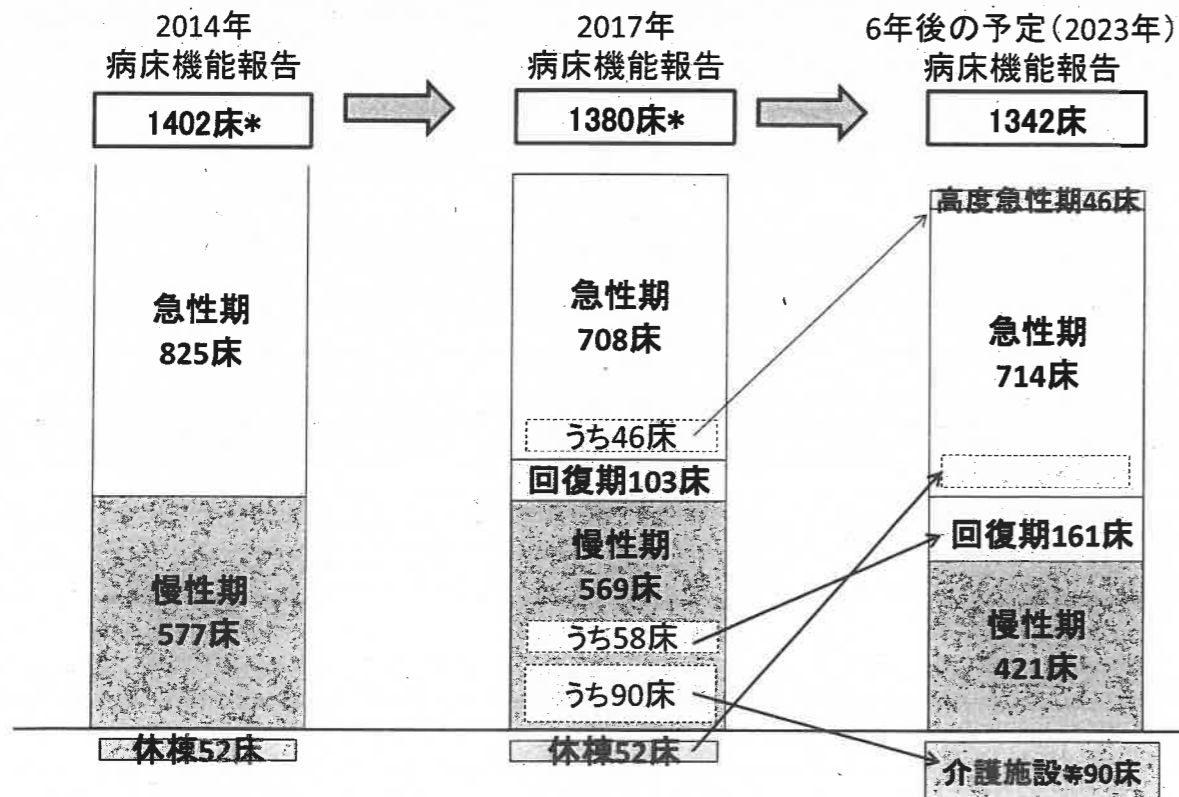 2014年
病床機能報告
1402床*
急性期
825床
慢性期
577床
休棟52床
2017年
病床機能報告
1380床*
急性期
708床
うち46床
回復期103床
慢性期
569床
うち58床
うち90床
休棟52床
6年後の予定(2023年)
病床機能報告
1342床
高度急性期46床
急性期
714床
回復期161床
慢性期
421床
介護施設等90床